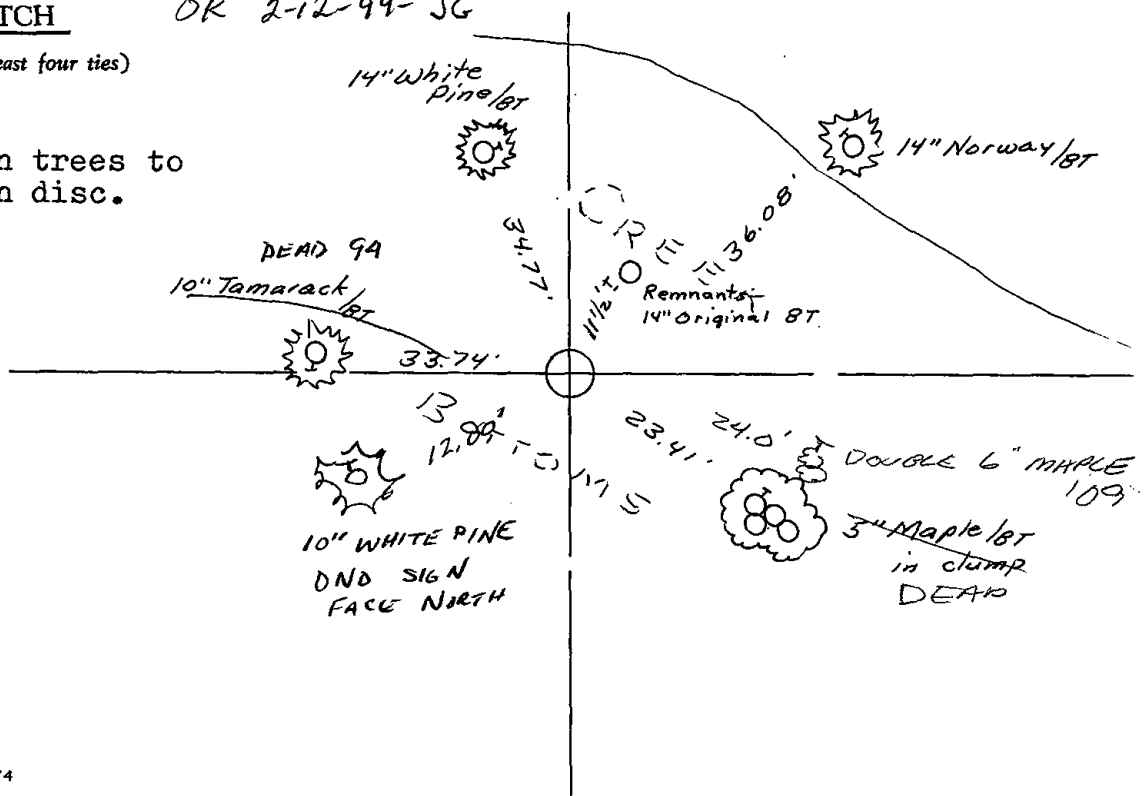 TCH
OK 2-12-99- JG
east four ties)
14" White
Pine/BT
n trees to
n disc.
14" Norway/BT
DEAD 94
10" Tamarack/BT
34.77'
CREE
36.08'
11 1/2'±
Remnants-
14" Original BT.
33.74'
BOTTOMS
12.89'
23.41'
24.0'
DOUBLE 6" MAPLE
'09
10" WHITE PINE
DND SIGN
FACE NORTH
3" Maple/BT
in clump
DEAD
74